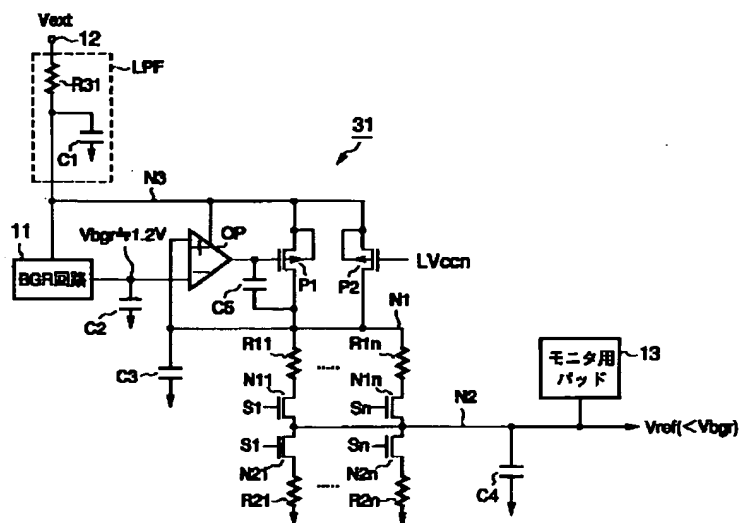 Vext
12
LPF
R31
C1
31
N3
11
Vbgr≒1.2V
OP
BGR回路
P1
P2
LVccn
C5
C2
N1
C3
R11
R1n
モニタ用
パッド
13
N11
N1n
S1
Sn
N2
Vref(<Vbgr)
S1
Sn
N21
N2n
C4
R21
R2n